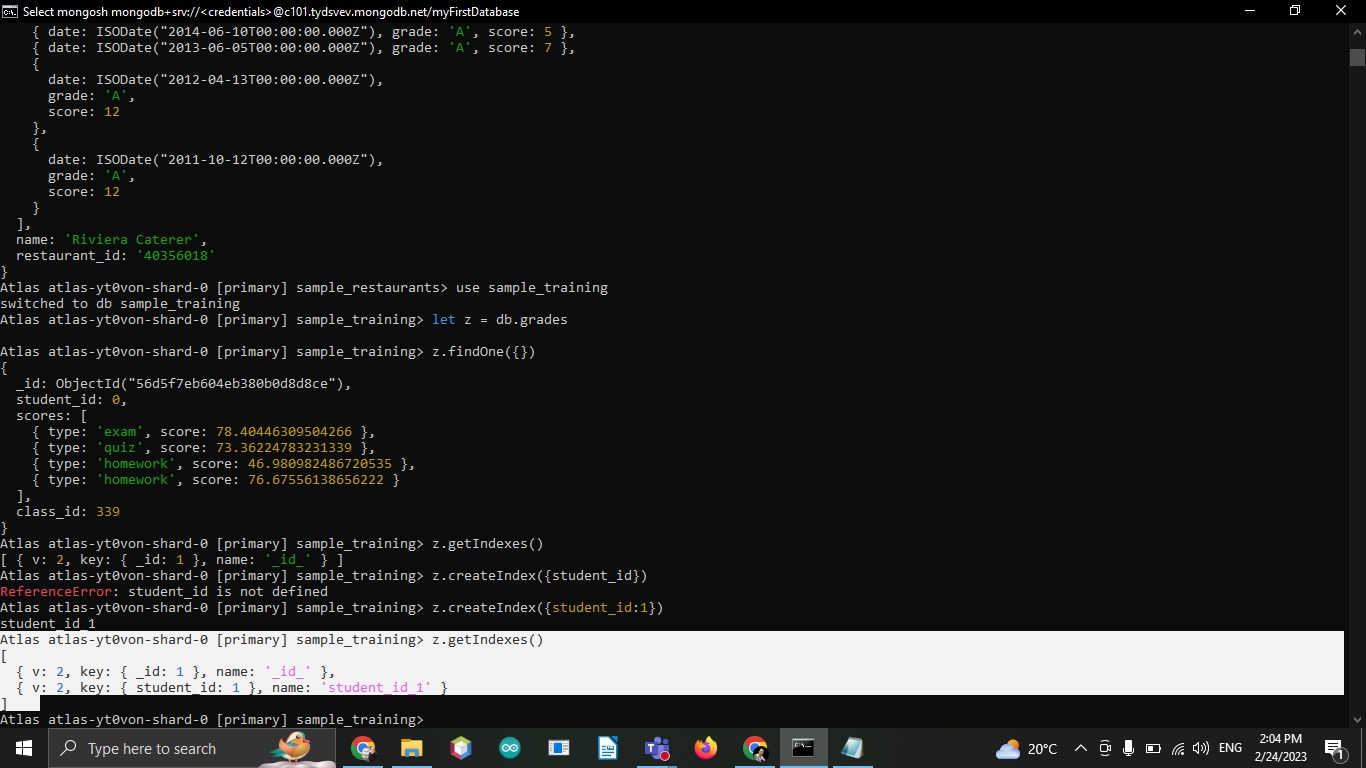 Select mongosh mongodb+srv://<credentials>@c101.tydsvev.mongodb.net/myFirstDatabase
{ date: ISODate("2014-06-10T00:00:00.000Z"), grade: 'A', score: 5 },
{ date: ISODate("2013-06-05T00:00:00.000Z"), grade: 'A', score: 7 },
{
date: ISODate("2012-04-13T00:00:00.000Z"),
grade: 'A',
score: 12
},
{
date: ISODate("2011-10-12T00:00:00.000Z"),
grade: 'A',
score: 12
}
],
name: 'Riviera Caterer',
restaurant_id: '40356018'
}
Atlas atlas-yt0von-shard-0 [primary] sample_restaurants> use sample_training
switched to db sample_training
Atlas atlas-yt0von-shard-0 [primary] sample_training> let z = db.grades
Atlas atlas-yt0von-shard-0 [primary] sample_training> z.findOne({})
{
_id: ObjectId("56d5f7eb604eb380b0d8d8ce"),
student_id: 0,
scores: [
{ type: 'exam', score: 78.40446309504266 },
{ type: 'quiz', score: 73.36224783231339 },
{ type: 'homework', score: 46.980982486720535 },
{ type: 'homework', score: 76.67556138656222 }
],
class_id: 339
}
Atlas atlas-yt0von-shard-0 [primary] sample_training> z.getIndexes()
[ { v: 2, key: { _id: 1 }, name: '_id_' } ]
Atlas atlas-yt0von-shard-0 [primary] sample_training> z.createIndex({student_id})
ReferenceError: student_id is not defined
Atlas atlas-yt0von-shard-0 [primary] sample_training> z.createIndex({student_id:1})
student_id_1
Atlas atlas-yt0von-shard-0 [primary] sample_training> z.getIndexes()
[
{ v: 2, key: { _id: 1 }, name: '_id_' },
{ v: 2, key: { student_id: 1 }, name: 'student_id_1' }
]
Atlas atlas-yt0von-shard-0 [primary] sample_training>
Type here to search
20°C
ENG
2:04 PM
2/24/2023
1